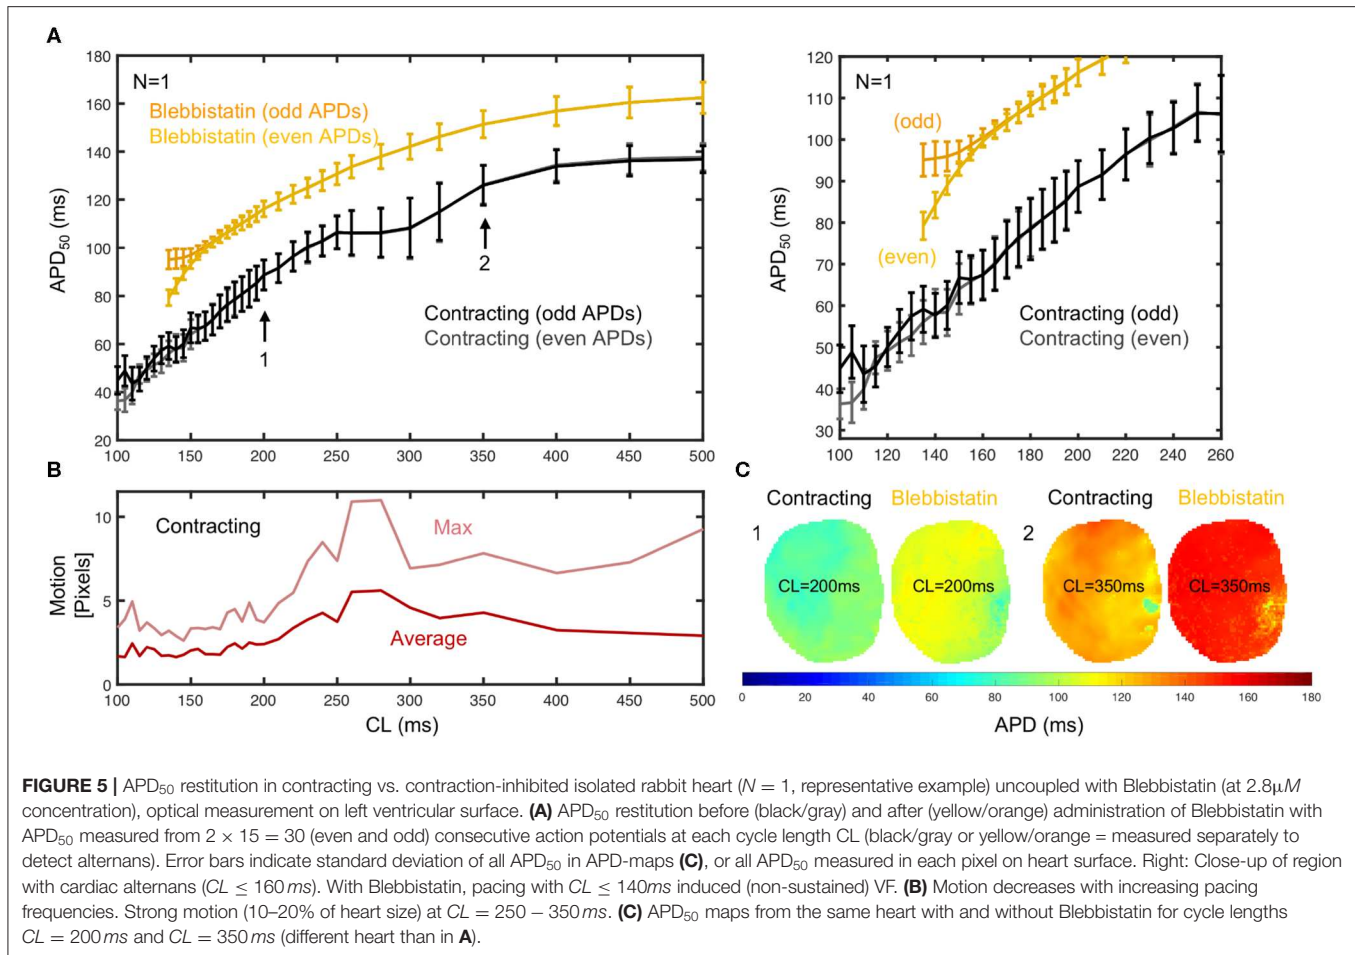 A
N=1
Blebbistatin (odd APDs)
Blebbistatin (even APDs)
1
2
Contracting (odd APDs)
Contracting (even APDs)
APD50 (ms)
180
160
140
120
100
80
60
40
20
100 150 200 250 300 350 400 450 500
N=1
(odd)
(even)
Contracting (odd)
Contracting (even)
APD50 (ms)
120
110
100
90
80
70
60
50
40
30
100 120 140 160 180 200 220 240 260
B
Contracting
Max
Average
Motion
[Pixels]
10
5
0
100 150 200 250 300 350 400 450 500
CL (ms)
C
Contracting Blebbistatin Contracting Blebbistatin
1 2
CL=200ms CL=200ms CL=350ms CL=350ms
0 20 40 60 80 100 120 140 160 180
APD (ms)
FIGURE 5 | APD50 restitution in contracting vs. contraction-inhibited isolated rabbit heart (N = 1, representative example) uncoupled with Blebbistatin (at 2.8μM
concentration), optical measurement on left ventricular surface. (A) APD50 restitution before (black/gray) and after (yellow/orange) administration of Blebbistatin with
APD50 measured from 2 × 15 = 30 (even and odd) consecutive action potentials at each cycle length CL (black/gray or yellow/orange = measured separately to
detect alternans). Error bars indicate standard deviation of all APD50 in APD-maps (C), or all APD50 measured in each pixel on heart surface. Right: Close-up of region
with cardiac alternans (CL ≤ 160 ms). With Blebbistatin, pacing with CL ≤ 140ms induced (non-sustained) VF. (B) Motion decreases with increasing pacing
frequencies. Strong motion (10–20% of heart size) at CL = 250 − 350 ms. (C) APD50 maps from the same heart with and without Blebbistatin for cycle lengths
CL = 200 ms and CL = 350 ms (different heart than in A).